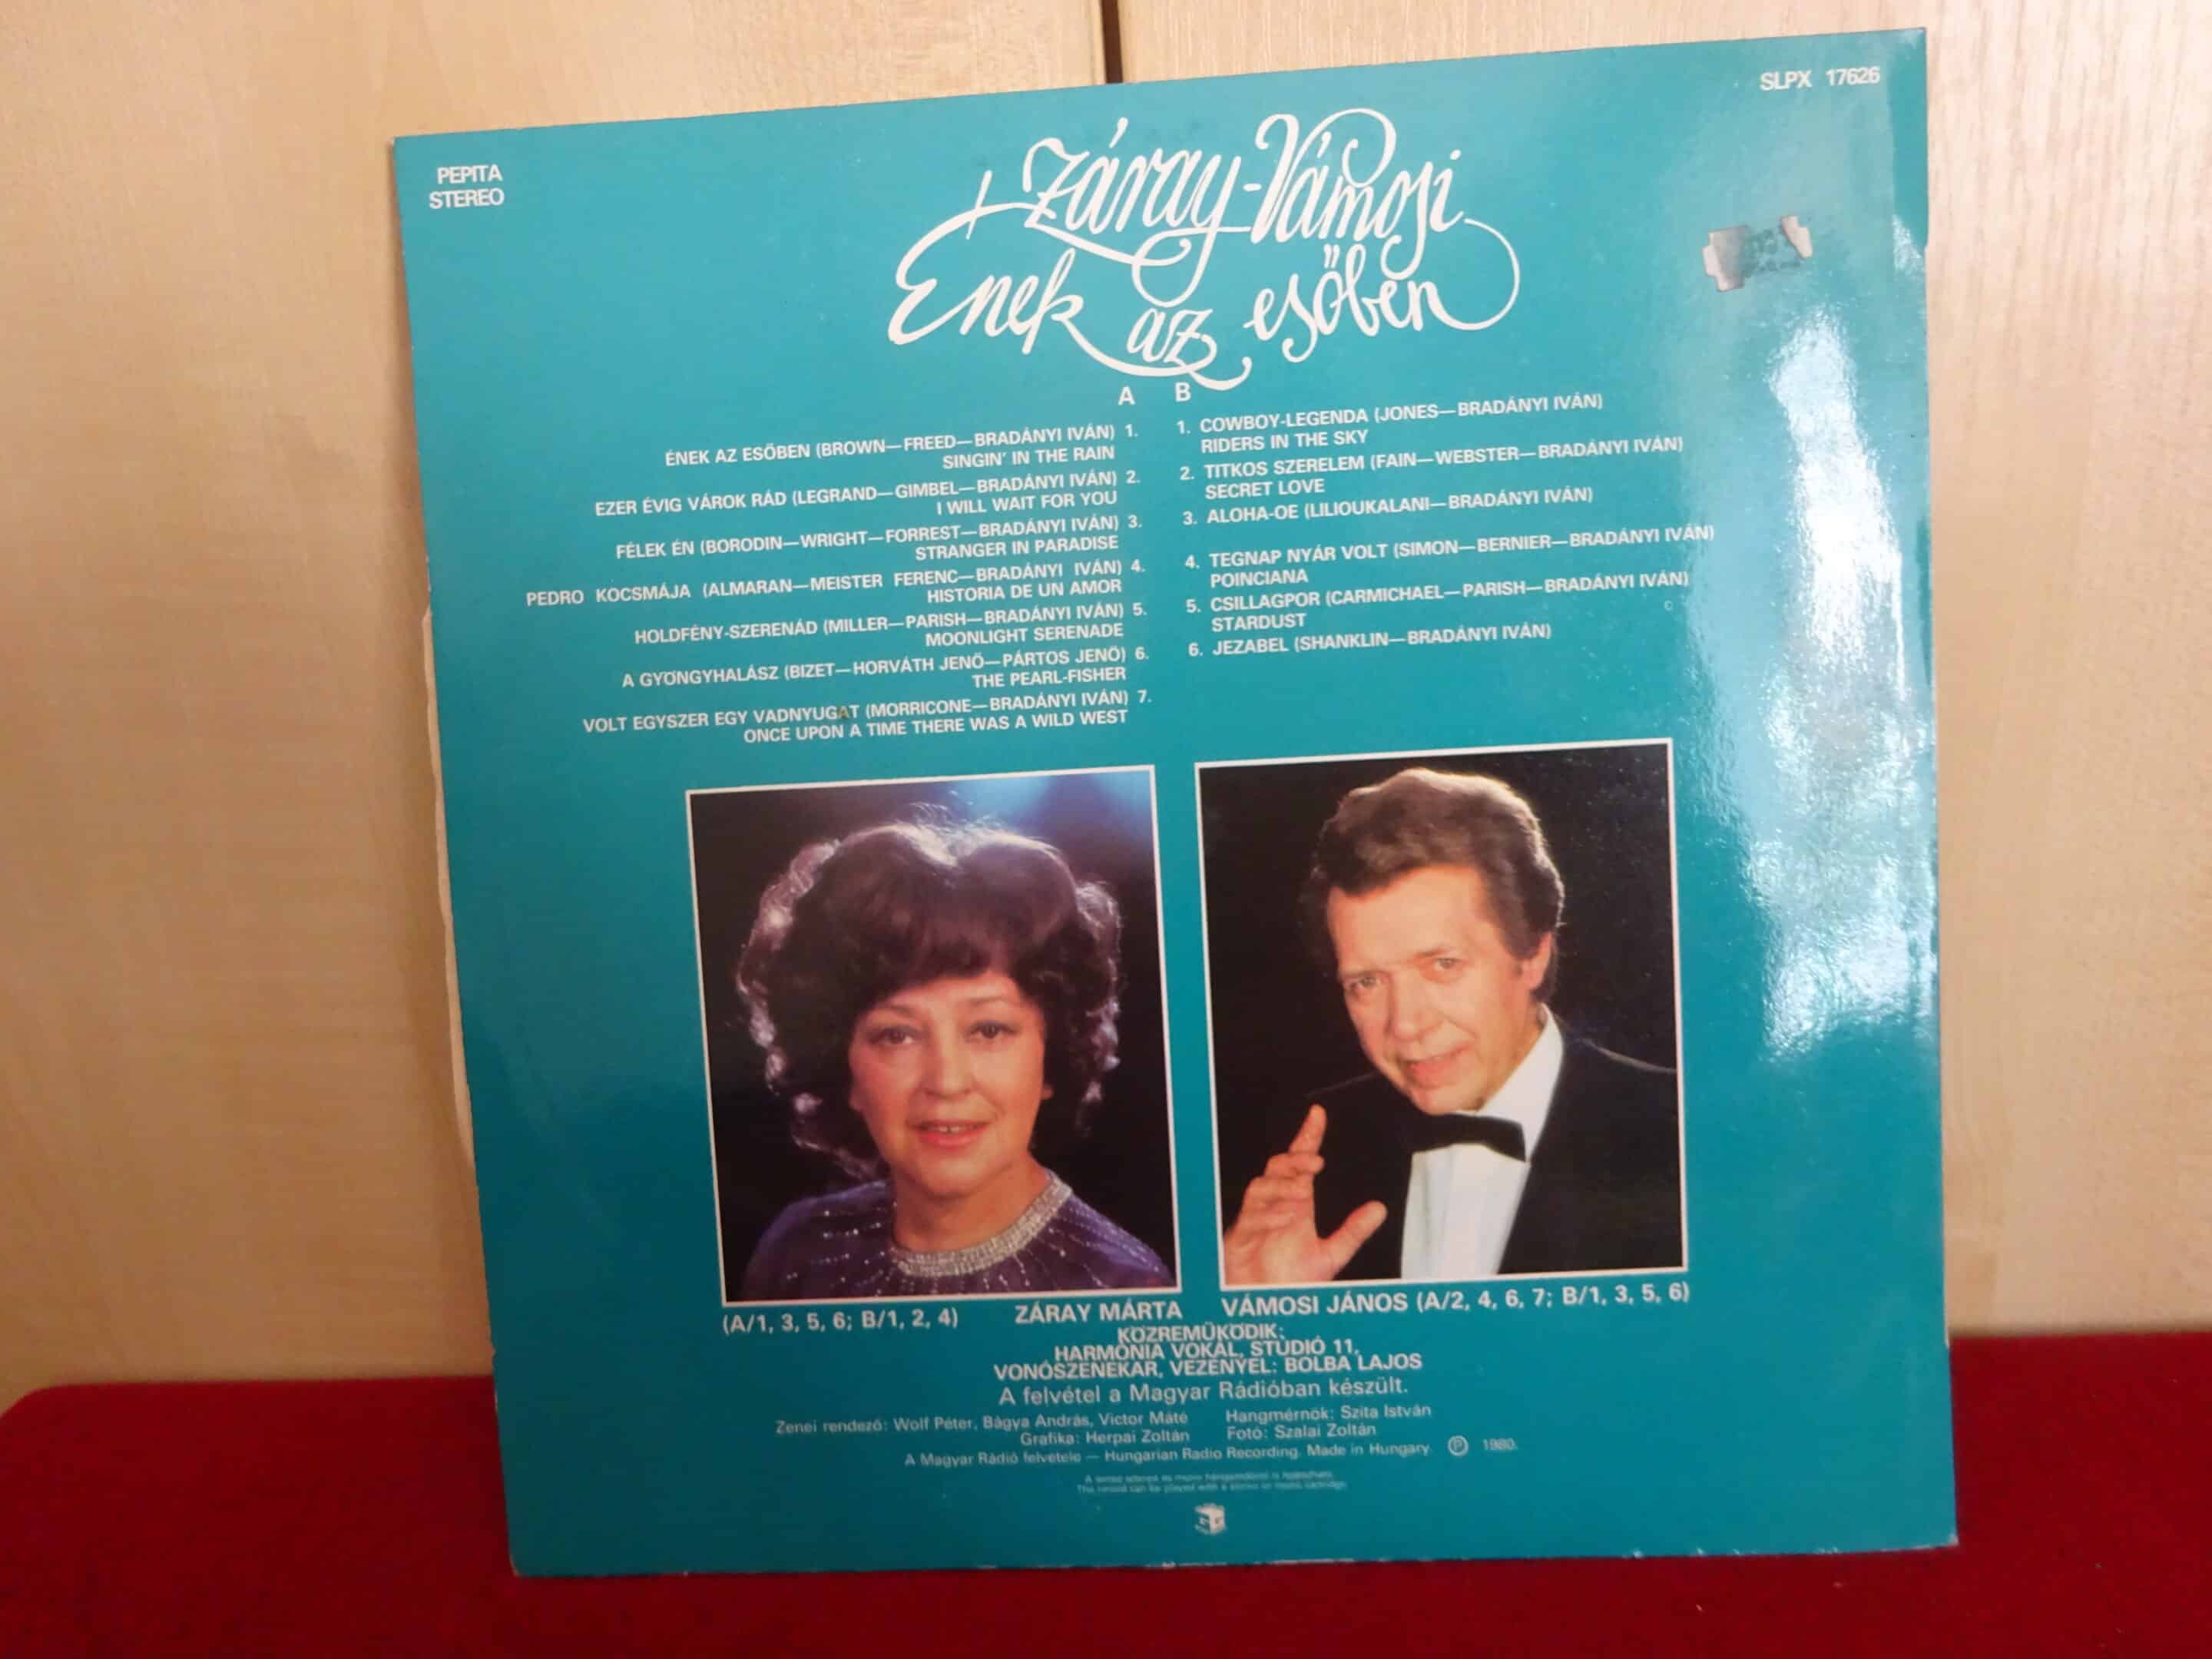 SLPX 17626
PEPITA
STEREO
Záray-Vámosi
Ének az esőben
A B
ÉNEK AZ ESŐBEN (BROWN—FREED—BRADÁNYI IVÁN) 1.
SINGIN' IN THE RAIN
EZER ÉVIG VÁROK RÁD (LEGRAND—GIMBEL—BRADÁNYI IVÁN) 2.
I WILL WAIT FOR YOU
FÉLEK ÉN (BORODIN—WRIGHT—FORREST—BRADÁNYI IVÁN) 3.
STRANGER IN PARADISE
PEDRO KOCSMÁJA (ALMARAN—MEISTER FERENC—BRADÁNYI IVÁN) 4.
HISTORIA DE UN AMOR
HOLDFÉNY-SZERENÁD (MILLER—PARISH—BRADÁNYI IVÁN) 5.
MOONLIGHT SERENADE
A GYÖNGYHALÁSZ (BIZET—HORVÁTH JENŐ—PÁRTOS JENŐ) 6.
THE PEARL-FISHER
VOLT EGYSZER EGY VADNYUGAT (MORRICONE—BRADÁNYI IVÁN) 7.
ONCE UPON A TIME THERE WAS A WILD WEST
1. COWBOY-LEGENDA (JONES—BRADÁNYI IVÁN)
RIDERS IN THE SKY
2. TITKOS SZERELEM (FAIN—WEBSTER—BRADÁNYI IVÁN)
SECRET LOVE
3. ALOHA-OE (LILIOUKALANI—BRADÁNYI IVÁN)
4. TEGNAP NYÁR VOLT (SIMON—BERNIER—BRADÁNYI IVÁN)
POINCIANA
5. CSILLAGPOR (CARMICHAEL—PARISH—BRADÁNYI IVÁN)
STARDUST
6. JEZABEL (SHANKLIN—BRADÁNYI IVÁN)
(A/1, 3, 5, 6; B/1, 2, 4) ZÁRAY MÁRTA
VÁMOSI JÁNOS (A/2, 4, 6, 7; B/1, 3, 5, 6)
KÖZREMŰKÖDIK:
HARMÓNIA VOKÁL, STÚDIÓ 11,
VONÓSZENEKAR, VEZÉNYEL: BOLBA LAJOS
A felvétel a Magyar Rádióban készült.
Zenei rendező: Wolf Péter, Bágya András, Victor Máté
Hangmérnök: Szita István
Grafika: Herpai Zoltán
Fotó: Szalai Zoltán
A Magyar Rádió felvétele — Hungarian Radio Recording. Made in Hungary. Ⓟ 1980.